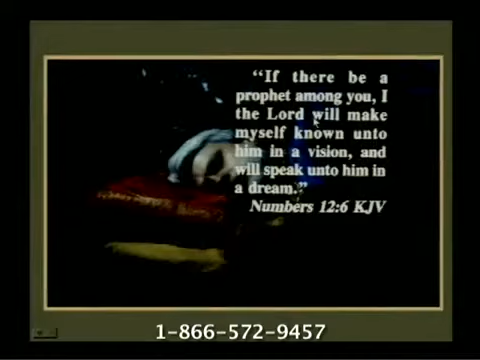 “If there be a
prophet among you, I
the Lord will make
myself known unto
him in a vision, and
will speak unto him in
a dream.”
Numbers 12:6 KJV
1-866-572-9457